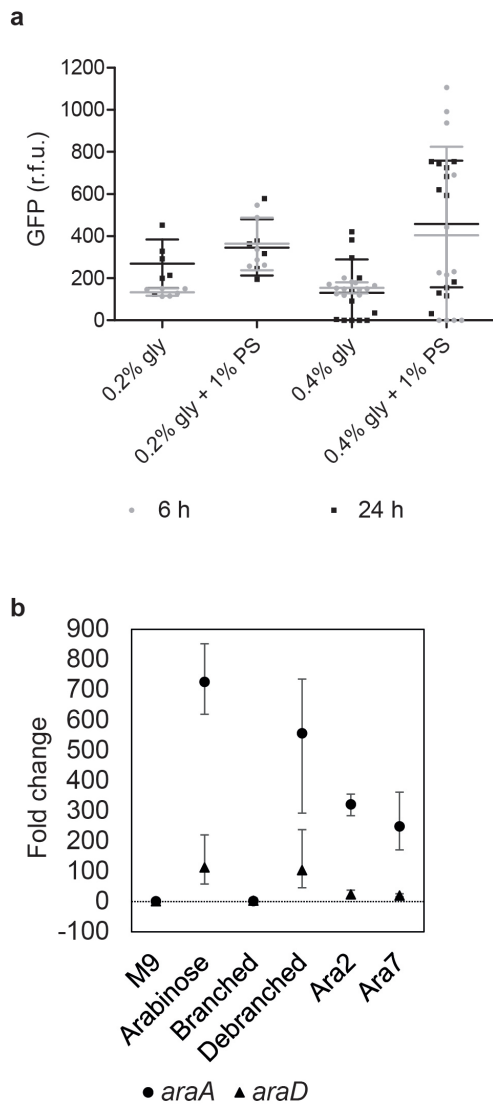 a
1200
1000
800
600
400
200
0
GFP (r.f.u.)
0.2% gly
0.2% gly + 1% PS
0.4% gly
0.4% gly + 1% PS
6 h
24 h
b
900
800
700
600
500
400
300
200
100
0
-100
Fold change
M9
Arabinose
Branched
Debranched
Ara2
Ara7
araA
araD